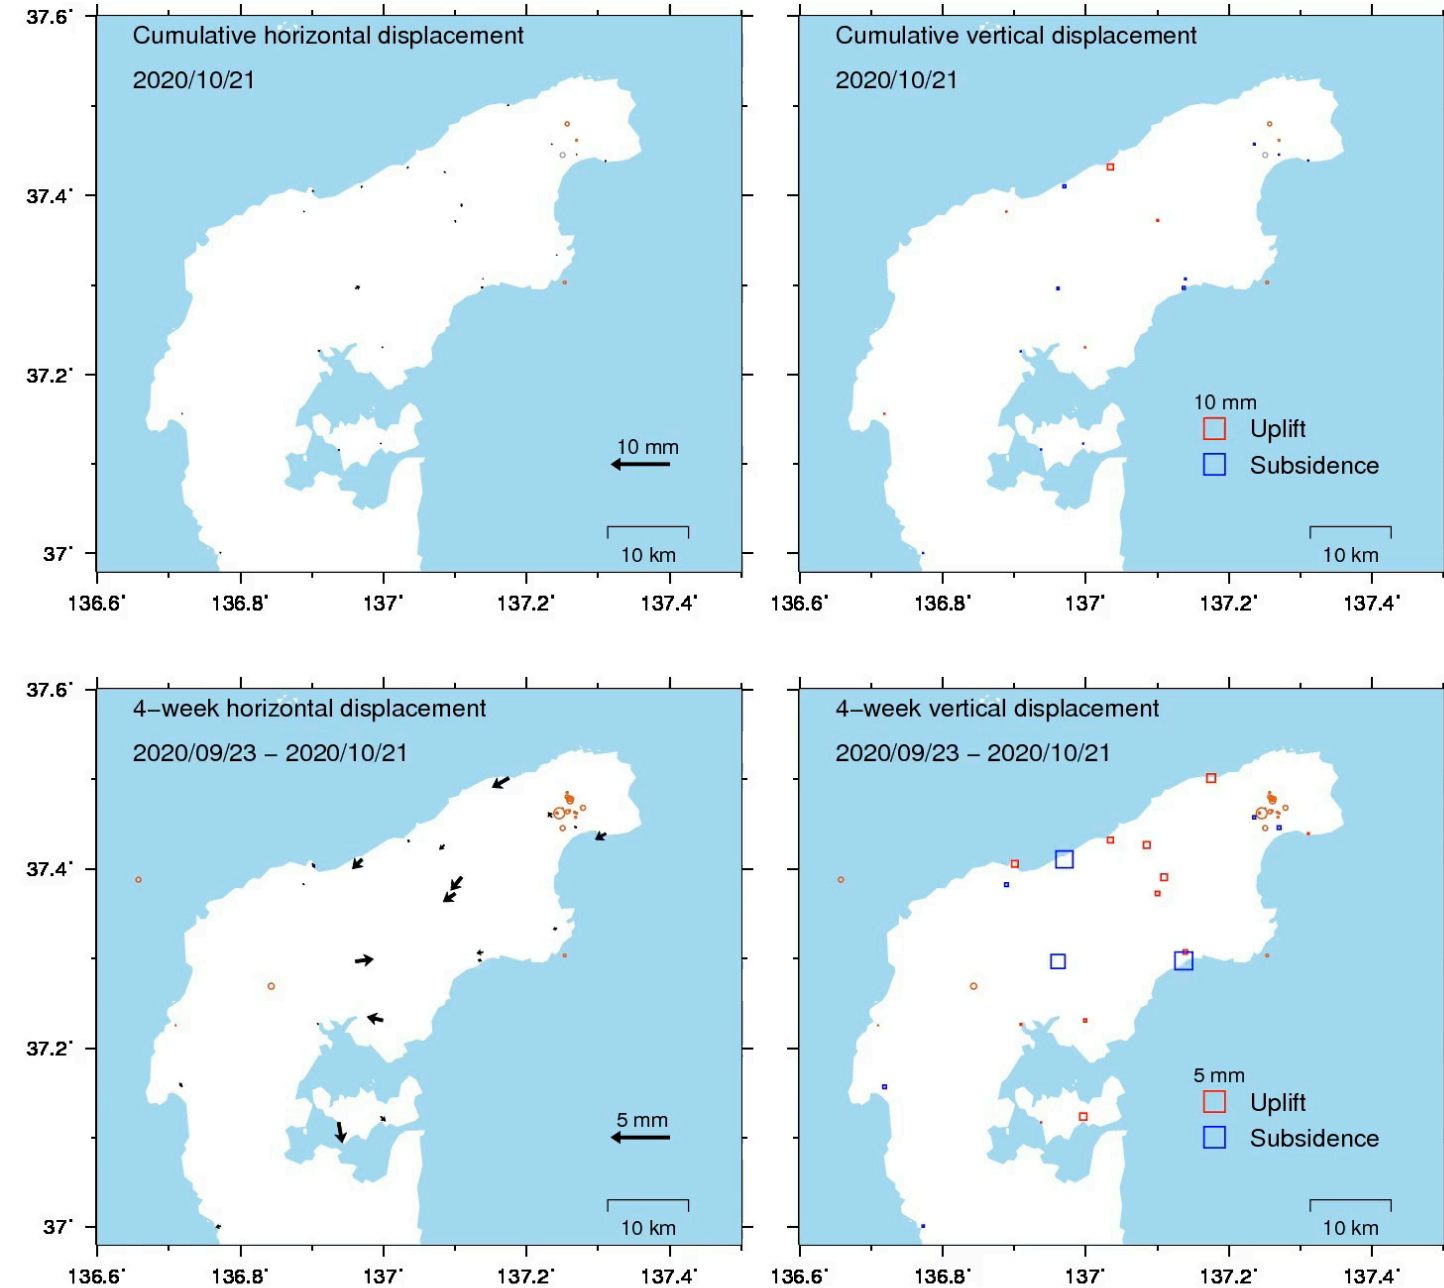 37.6°
Cumulative horizontal displacement
2020/10/21
37.4°
37.2°
10 mm
37°
10 km
136.6° 136.8° 137° 137.2° 137.4°
Cumulative vertical displacement
2020/10/21
10 mm
Uplift
Subsidence
10 km
136.6° 136.8° 137° 137.2° 137.4°
37.6°
4−week horizontal displacement
2020/09/23 − 2020/10/21
37.4°
37.2°
5 mm
37°
10 km
136.6° 136.8° 137° 137.2° 137.4°
4−week vertical displacement
2020/09/23 − 2020/10/21
5 mm
Uplift
Subsidence
10 km
136.6° 136.8° 137° 137.2° 137.4°